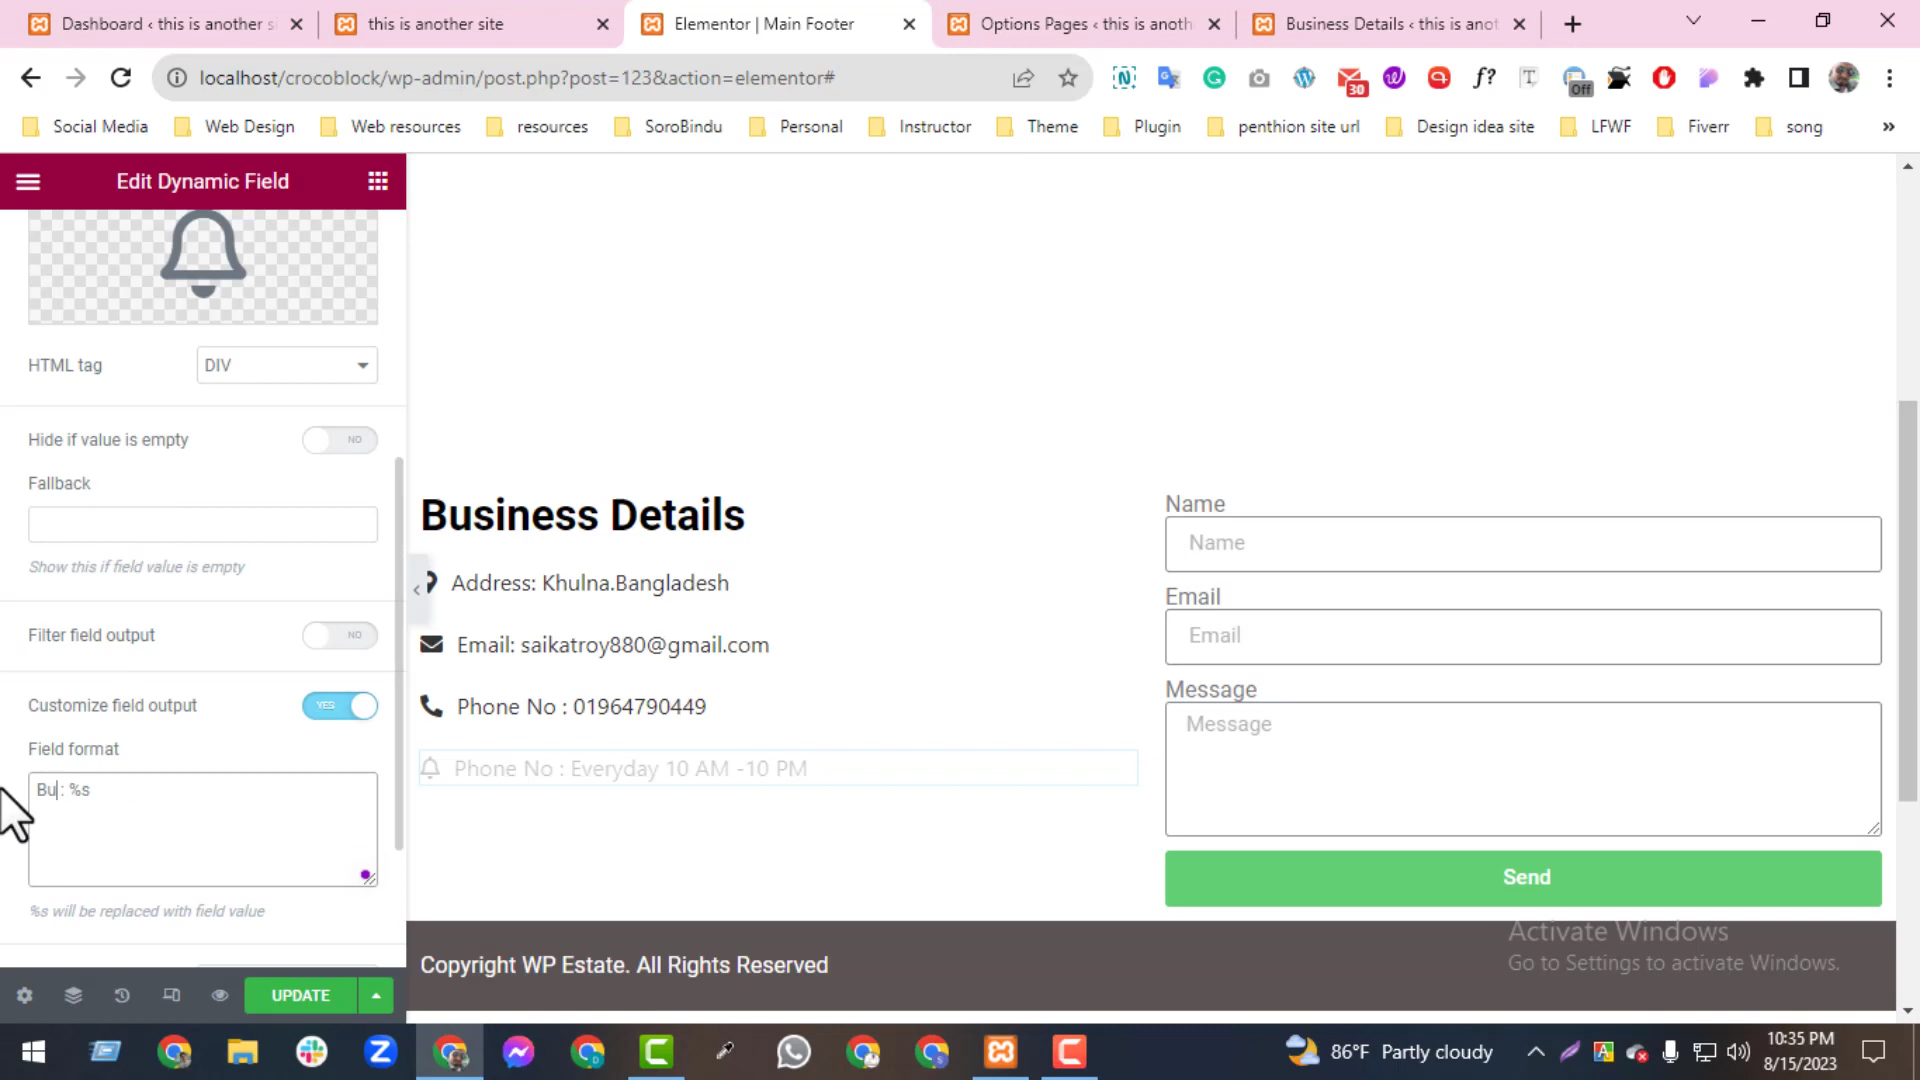 Dashboard ‹ this is another s
this is another site
Elementor | Main Footer
Options Pages ‹ this is anoth
Business Details ‹ this is anot
localhost/crocoblock/wp-admin/post.php?post=123&action=elementor#
30
f?
Off
Social Media
Web Design
Web resources
resources
SoroBindu
Personal
Instructor
Theme
Plugin
penthion site url
Design idea site
LFWF
Fiverr
song
»
Edit Dynamic Field
HTML tag
DIV
Hide if value is empty
NO
Fallback
Show this if field value is empty
Filter field output
NO
Customize field output
YES
Field format
Bu : %s
%s will be replaced with field value
UPDATE
Business Details
Address: Khulna.Bangladesh
Email: saikatroy880@gmail.com
Phone No : 01964790449
Phone No : Everyday 10 AM -10 PM
Name
Name
Email
Email
Message
Message
Send
Copyright WP Estate. All Rights Reserved
Activate Windows
Go to Settings to activate Windows.
86°F Partly cloudy
10:35 PM
8/15/2023